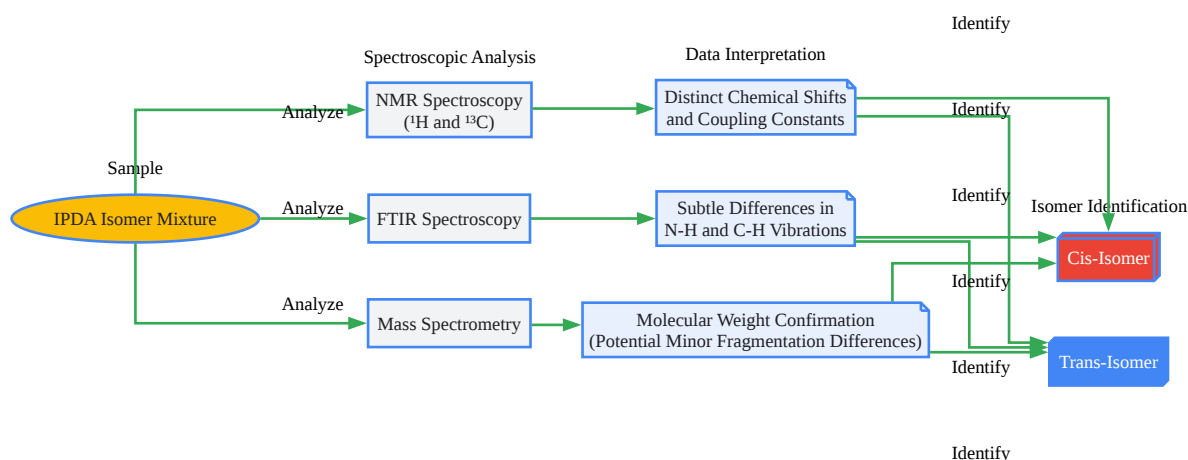 Identify
Spectroscopic Analysis
Data Interpretation
NMR Spectroscopy
(¹H and ¹³C)
Distinct Chemical Shifts
and Coupling Constants
Analyze
Identify
Sample
Identify
Isomer Identification
IPDA Isomer Mixture
Analyze
FTIR Spectroscopy
Subtle Differences in
N-H and C-H Vibrations
Cis-Isomer
Identify
Analyze
Mass Spectrometry
Molecular Weight Confirmation
(Potential Minor Fragmentation Differences)
Identify
Trans-Isomer
Identify